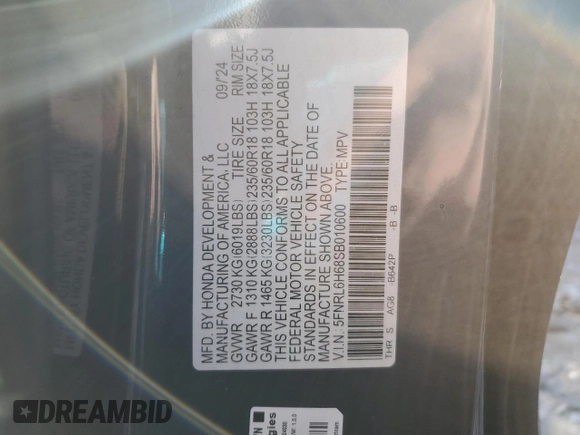 MFD. BY HONDA DEVELOPMENT & 09/24
MANUFACTURING OF AMERICA, LLC
GVWR 2730 KG(6019LBS) TIRE SIZE RIM SIZE
GAWR F 1310 KG(2888LBS)235/60R18 103H 18X7.5J
GAWR R 1465 KG(3230LBS)235/60R18 103H 18X7.5J
THIS VEHICLE CONFORMS TO ALL APPLICABLE
FEDERAL MOTOR VEHICLE SAFETY
STANDARDS IN EFFECT ON THE DATE OF
MANUFACTURE SHOWN ABOVE.
V.I.N. 5FNRL6H68SB010600 TYPE:MPV
THR S AG8 B642P -B -B
gies
DREAMBID